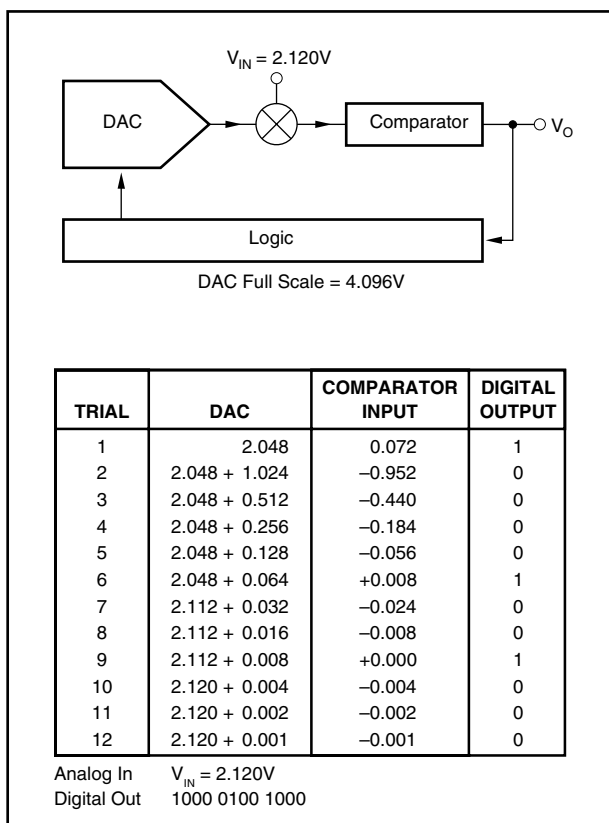 V_IN = 2.120V
DAC
Comparator
V_O
Logic
DAC Full Scale = 4.096V
TRIAL DAC COMPARATOR INPUT DIGITAL OUTPUT
1 2.048 0.072 1
2 2.048 + 1.024 –0.952 0
3 2.048 + 0.512 –0.440 0
4 2.048 + 0.256 –0.184 0
5 2.048 + 0.128 –0.056 0
6 2.048 + 0.064 +0.008 1
7 2.112 + 0.032 –0.024 0
8 2.112 + 0.016 –0.008 0
9 2.112 + 0.008 +0.000 1
10 2.120 + 0.004 –0.004 0
11 2.120 + 0.002 –0.002 0
12 2.120 + 0.001 –0.001 0
Analog In V_IN = 2.120V
Digital Out 1000 0100 1000